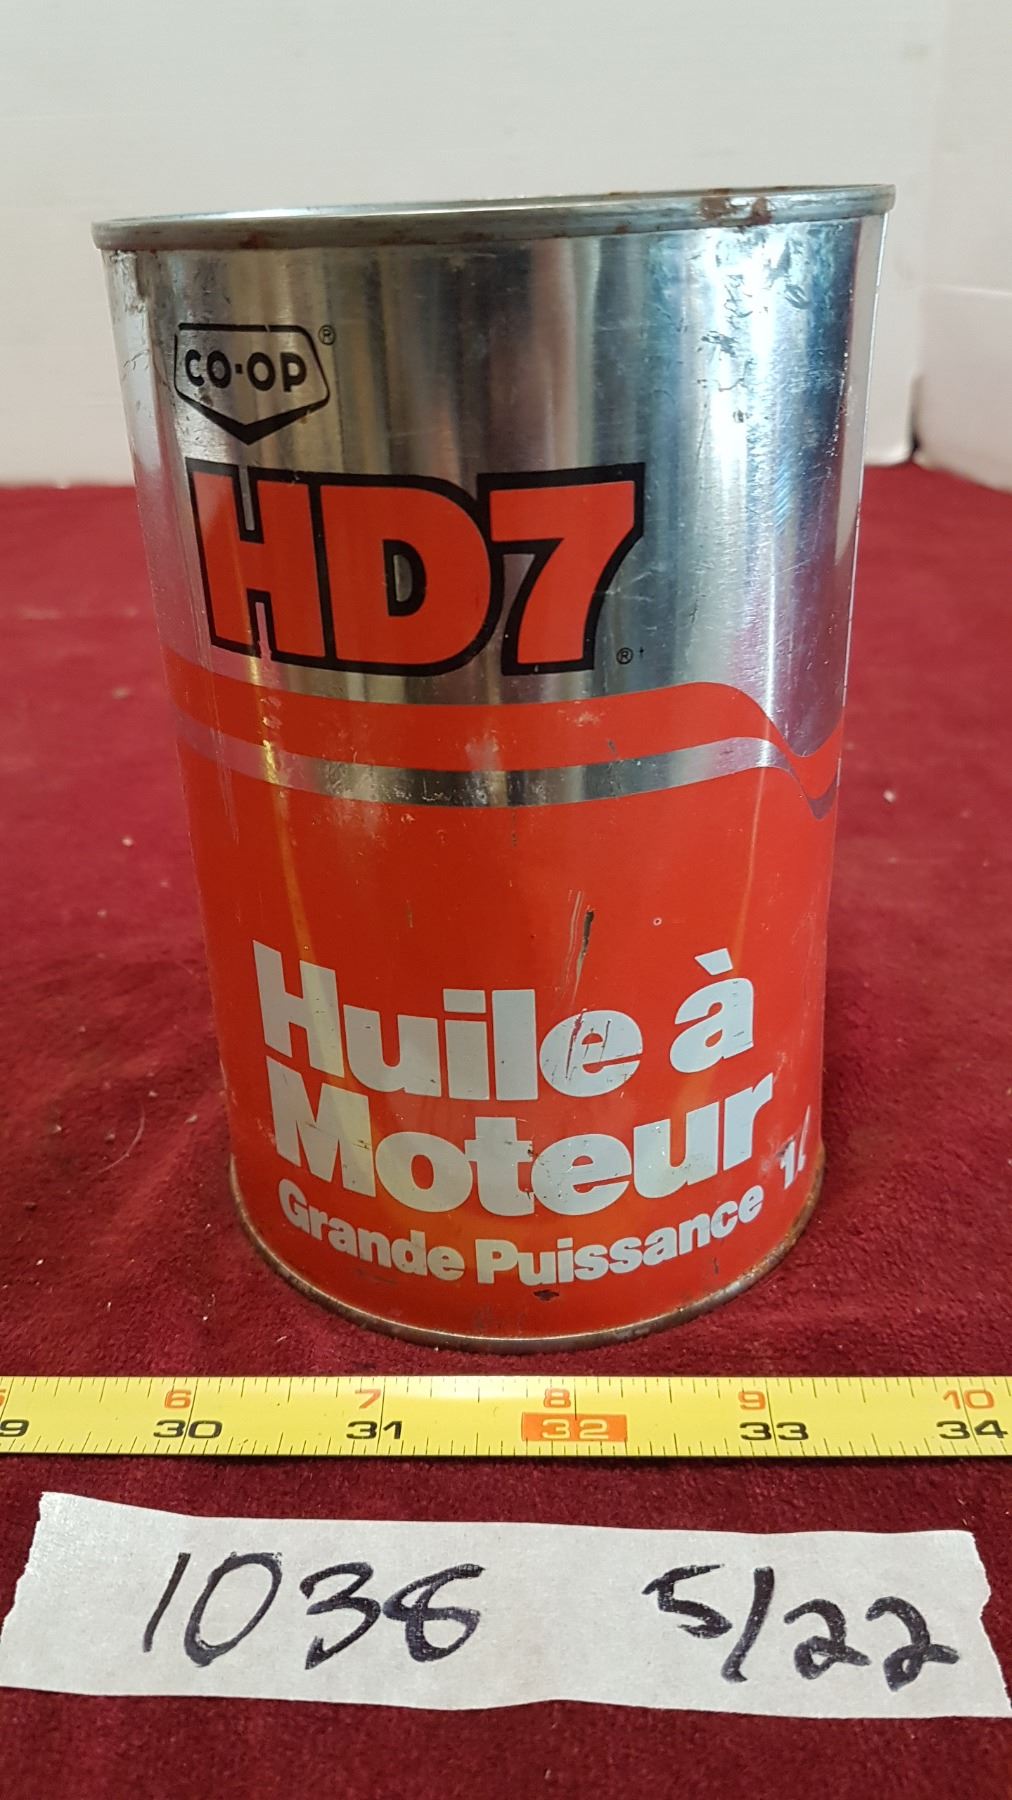 CO-OP®
HD7®†
Huile à
Moteur
Grande Puissance
6 7 8 9 10
30 31 32 33 34
1038 5/22